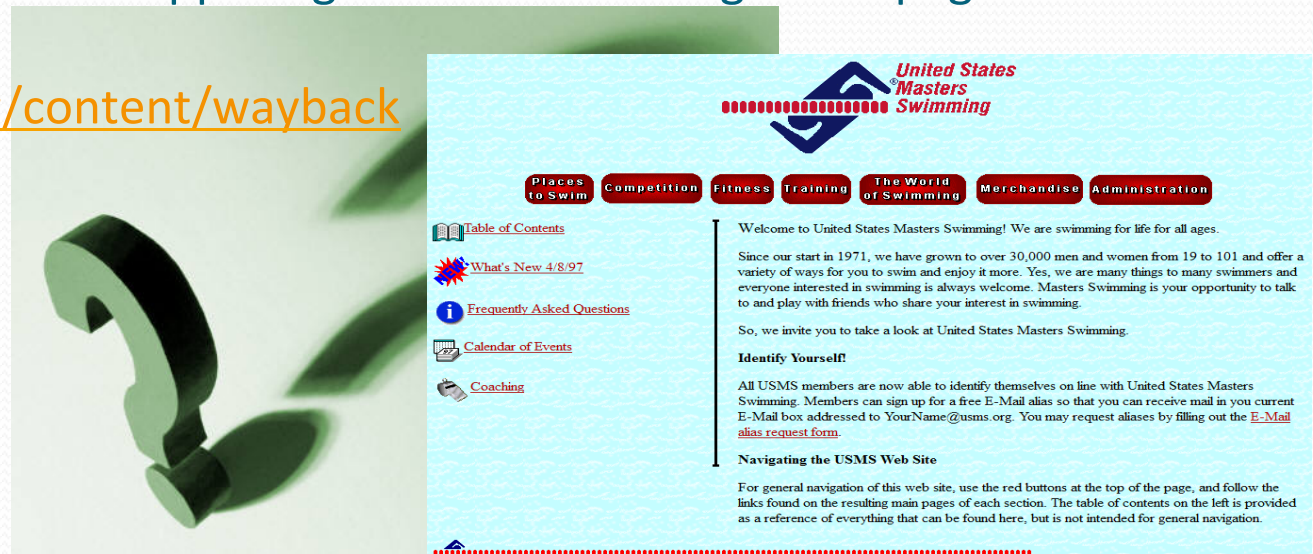 /content/wayback
United States
Masters
®
Swimming
Places
to Swim
Competition
Fitness
Training
The World
of Swimming
Merchandise
Administration
Table of Contents
NEW!
What's New 4/8/97
i
Frequently Asked Questions
Calendar of Events
Coaching
Welcome to United States Masters Swimming! We are swimming for life for all ages.
Since our start in 1971, we have grown to over 30,000 men and women from 19 to 101 and offer a
variety of ways for you to swim and enjoy it more. Yes, we are many things to many swimmers and
everyone interested in swimming is always welcome. Masters Swimming is your opportunity to talk
to and play with friends who share your interest in swimming.
So, we invite you to take a look at United States Masters Swimming.
Identify Yourself!
All USMS members are now able to identify themselves on line with United States Masters
Swimming. Members can sign up for a free E-Mail alias so that you can receive mail in you current
E-Mail box addressed to YourName@usms.org. You may request aliases by filling out the E-Mail
alias request form.
Navigating the USMS Web Site
For general navigation of this web site, use the red buttons at the top of the page, and follow the
links found on the resulting main pages of each section. The table of contents on the left is provided
as a reference of everything that can be found here, but is not intended for general navigation.